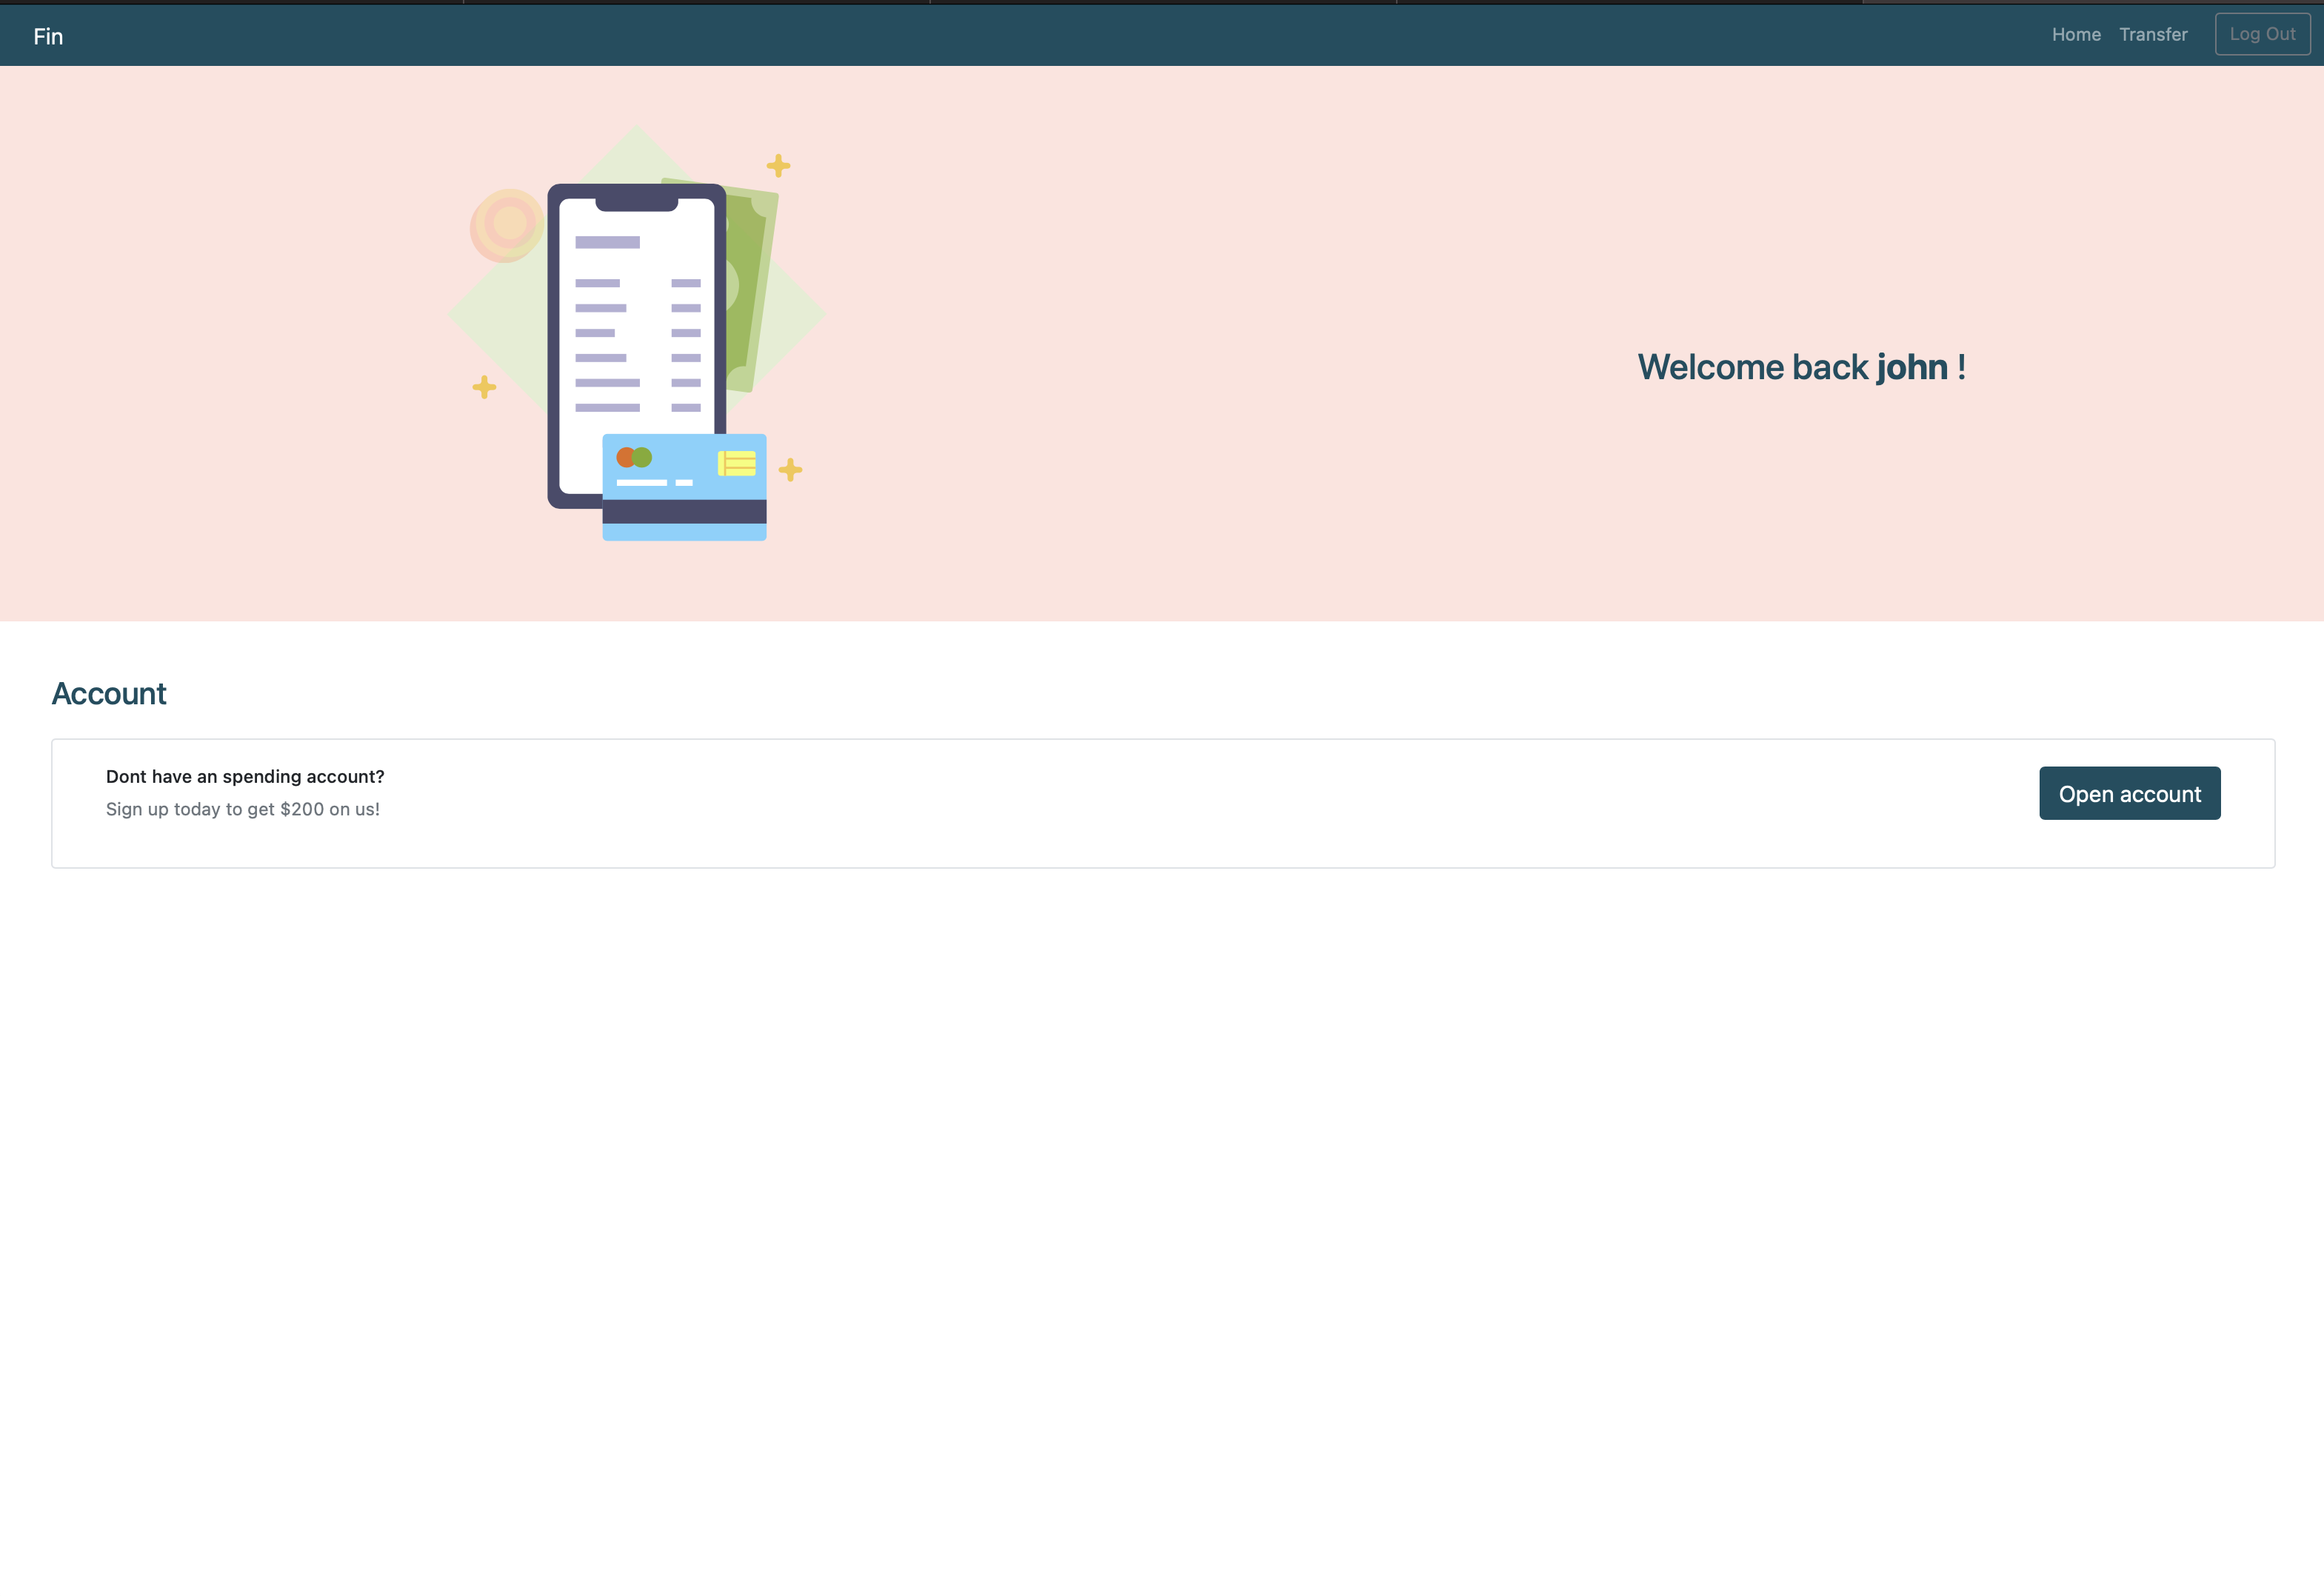 Fin
Home Transfer Log Out
Welcome back john !
Account
Dont have an spending account?
Sign up today to get $200 on us!
Open account